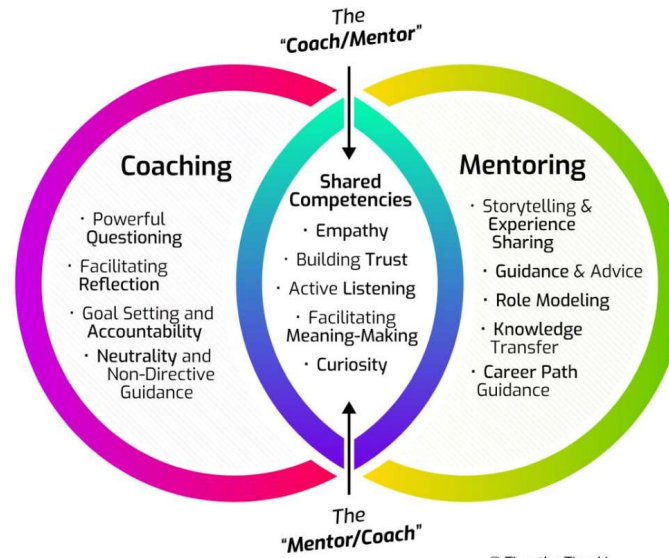 The
"Coach/Mentor"
Coaching
· Powerful
Questioning
· Facilitating
Reflection
· Goal Setting and
Accountability
· Neutrality and
Non-Directive
Guidance
Shared
Competencies
· Empathy
· Building Trust
· Active Listening
· Facilitating
Meaning-Making
· Curiosity
Mentoring
· Storytelling &
Experience
Sharing
· Guidance & Advice
· Role Modeling
· Knowledge
Transfer
· Career Path
Guidance
The
"Mentor/Coach"